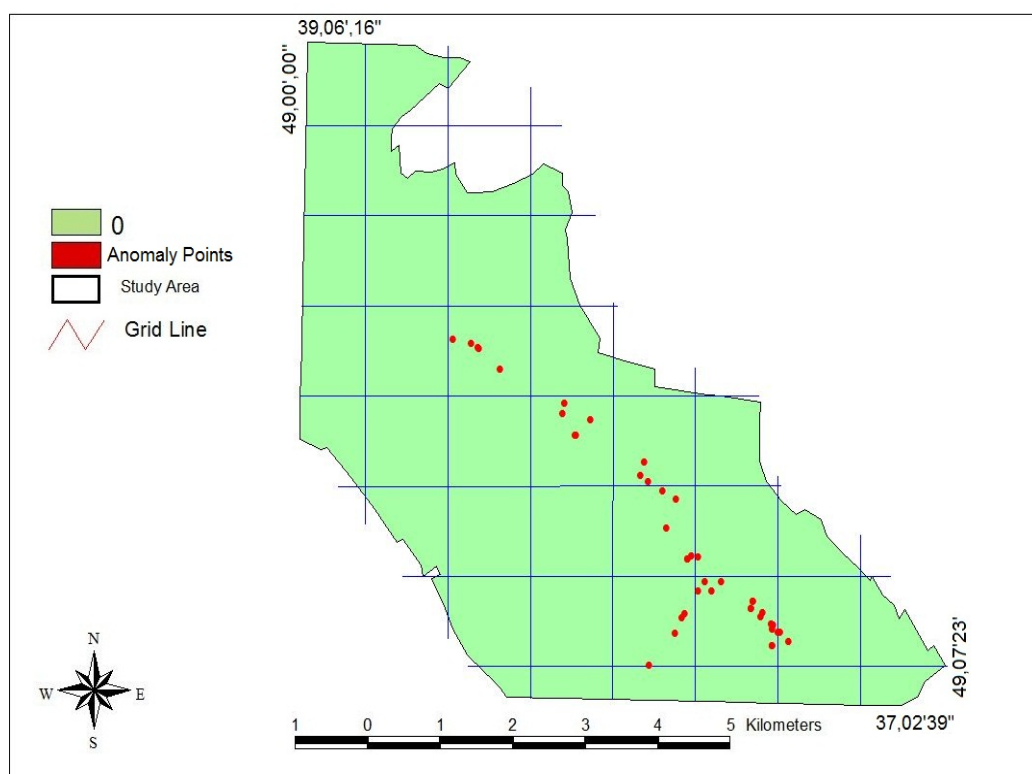 39,06',16"
49,00',00"
0
Anomaly Points
Study Area
Grid Line
N
W E
S
49,07'23"
37,02'39"
1 0 1 2 3 4 5 Kilometers